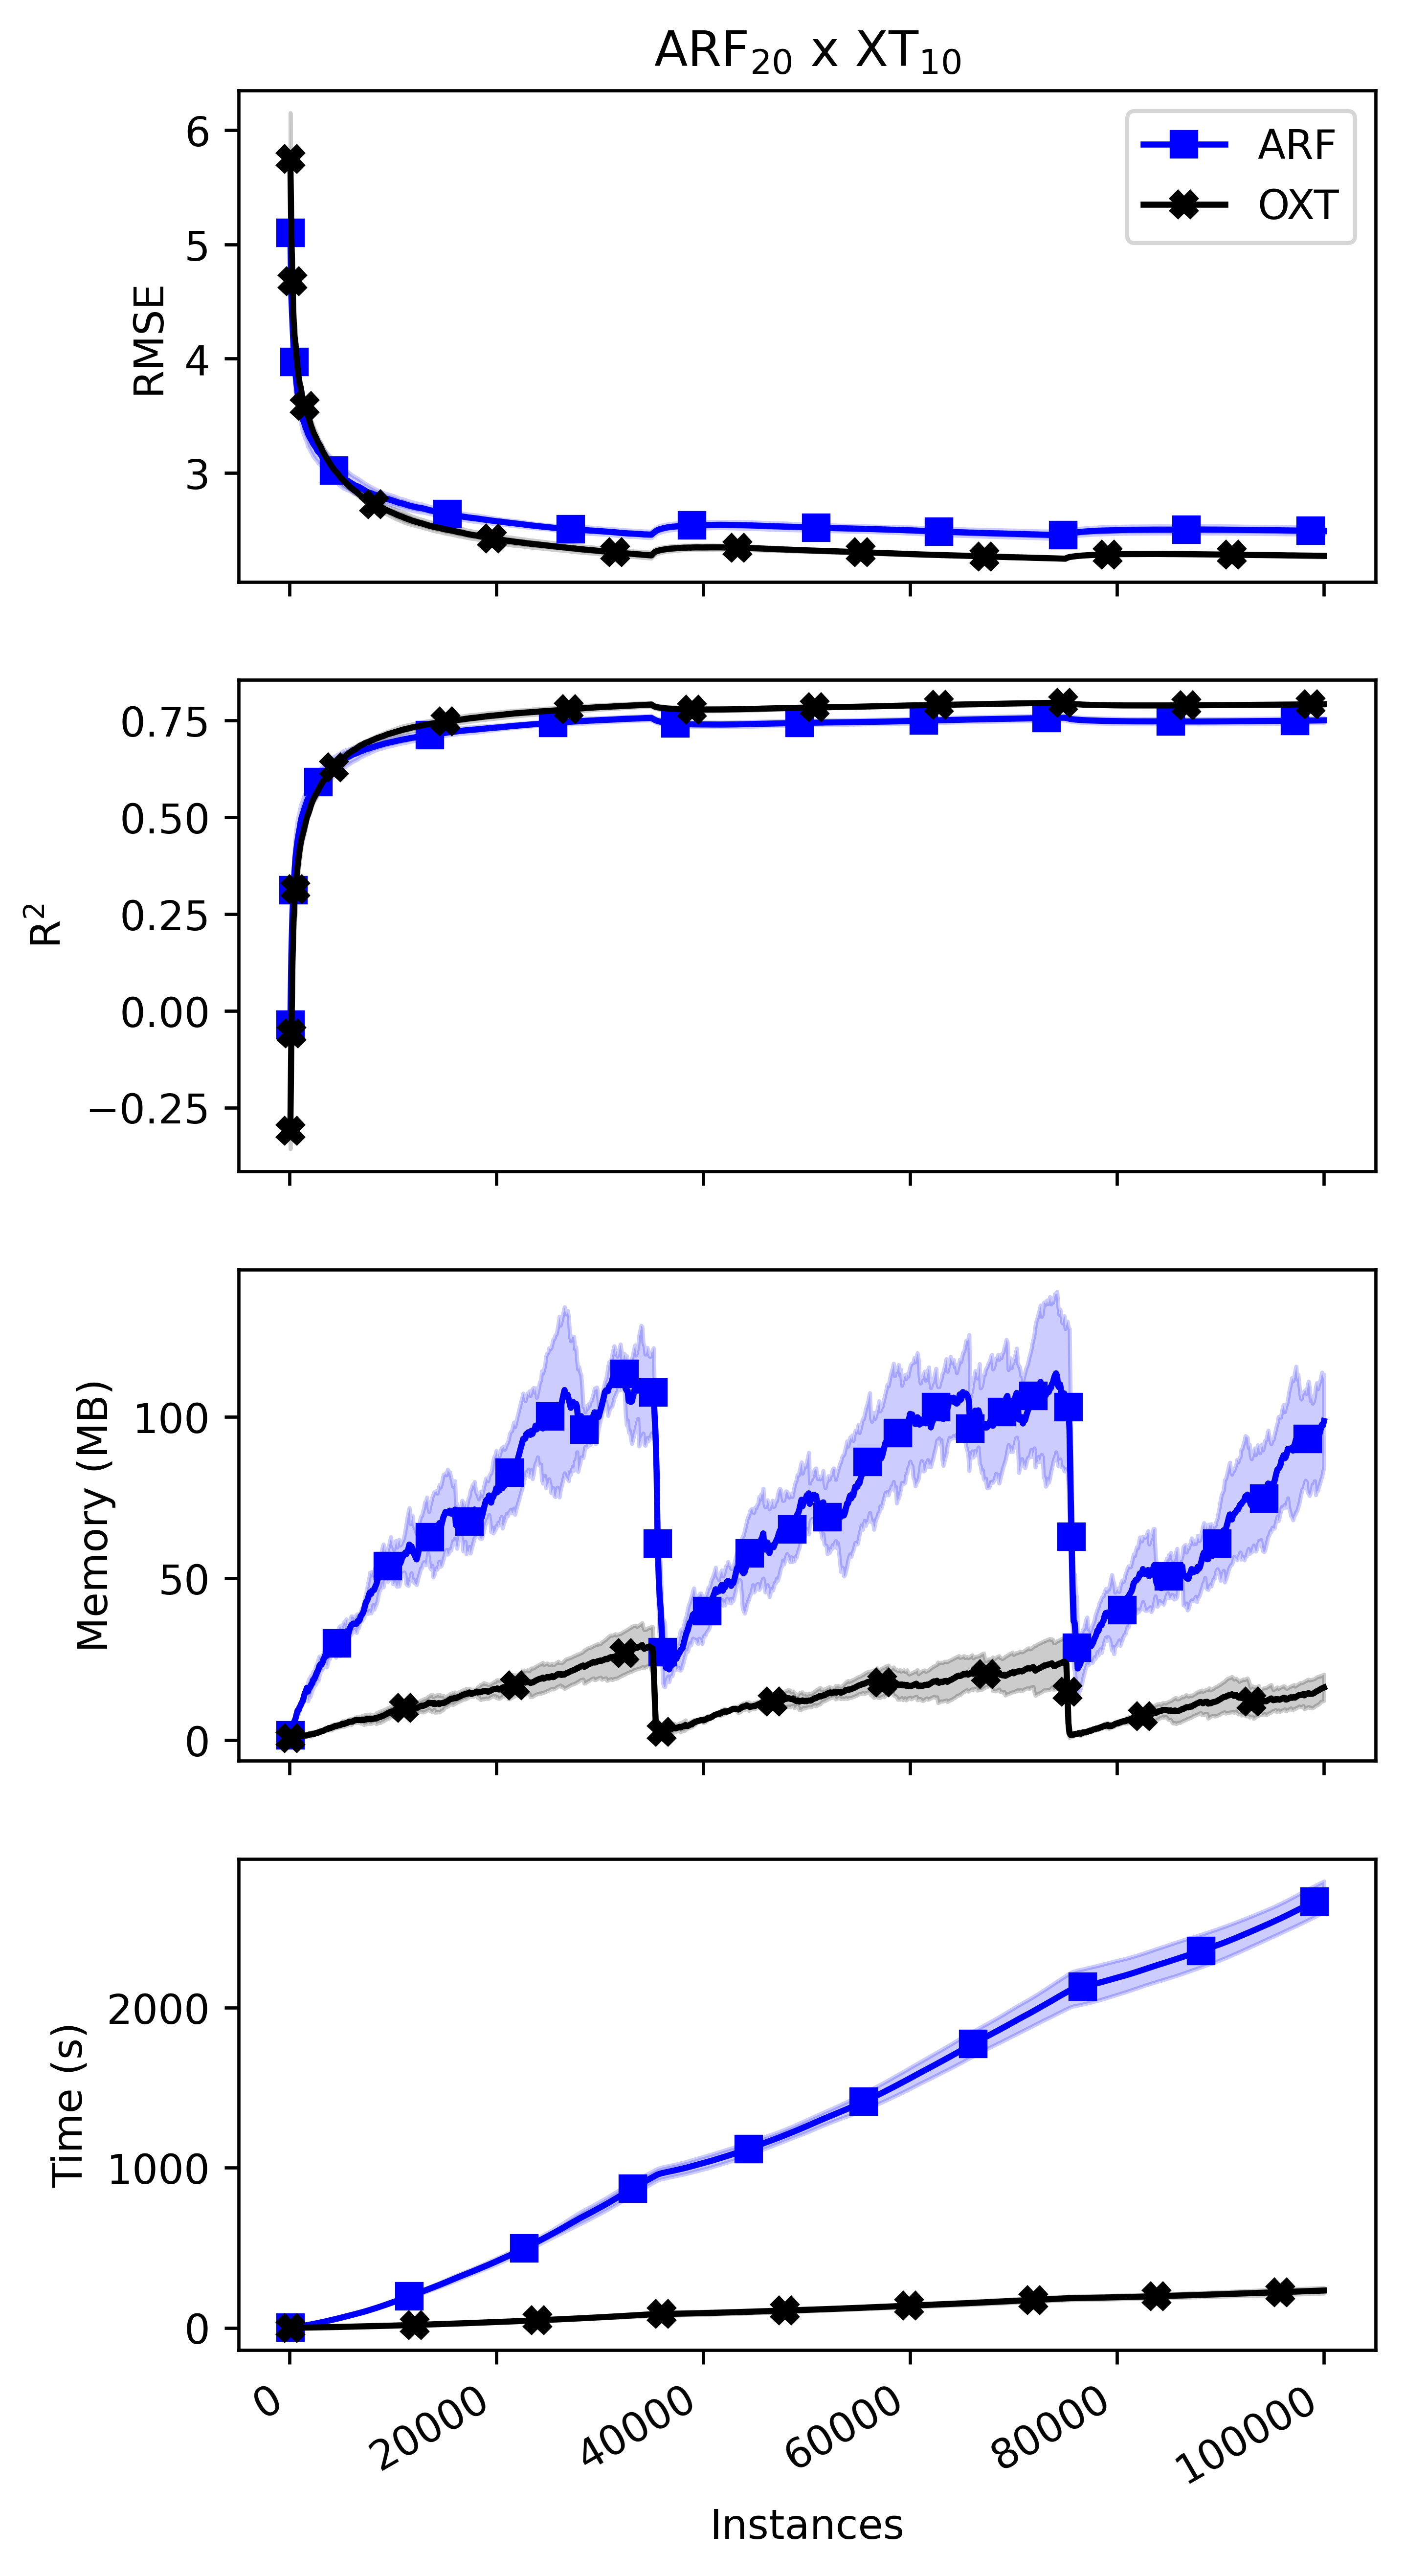 ARF₂₀ x XT₁₀
ARF
OXT
RMSE
6
5
4
3
R²
0.75
0.50
0.25
0.00
−0.25
Memory (MB)
100
50
0
Time (s)
2000
1000
0
0
20000
40000
60000
80000
100000
Instances